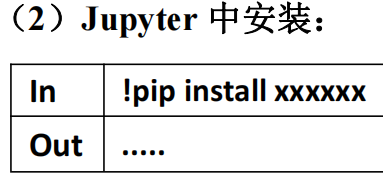 （2）Jupyter 中安装：
In !pip install xxxxxx
Out .....